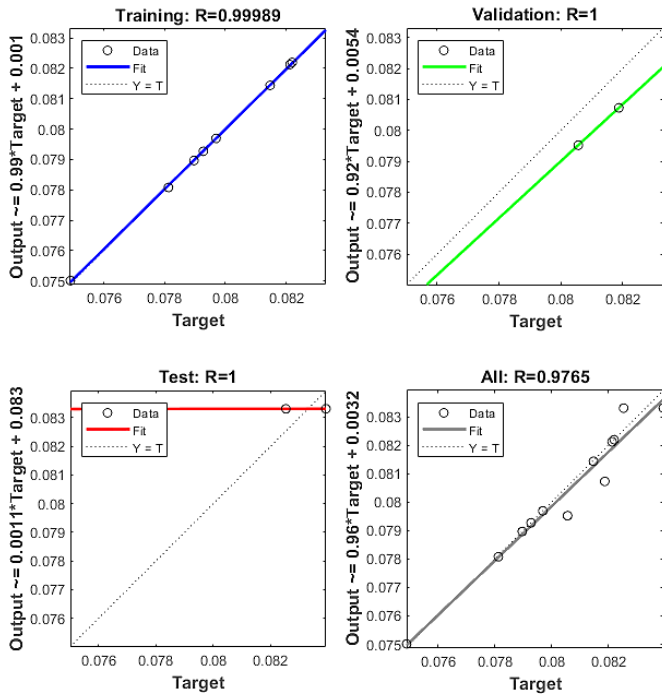 Training: R=0.99989
Output ~= 0.99*Target + 0.001
0.083
0.082
0.081
0.08
0.079
0.078
0.077
0.076
0.075
Data
Fit
Y = T
0.076
0.078
0.08
0.082
Target
Validation: R=1
Output ~= 0.92*Target + 0.0054
0.083
0.082
0.081
0.08
0.079
0.078
0.077
0.076
Data
Fit
Y = T
0.076
0.078
0.08
0.082
Target
Test: R=1
Output ~= 0.0011*Target + 0.083
0.083
0.082
0.081
0.08
0.079
0.078
0.077
0.076
Data
Fit
Y = T
0.076
0.078
0.08
0.082
Target
All: R=0.9765
Output ~= 0.96*Target + 0.0032
0.083
0.082
0.081
0.08
0.079
0.078
0.077
0.076
0.075
Data
Fit
Y = T
0.076
0.078
0.08
0.082
Target